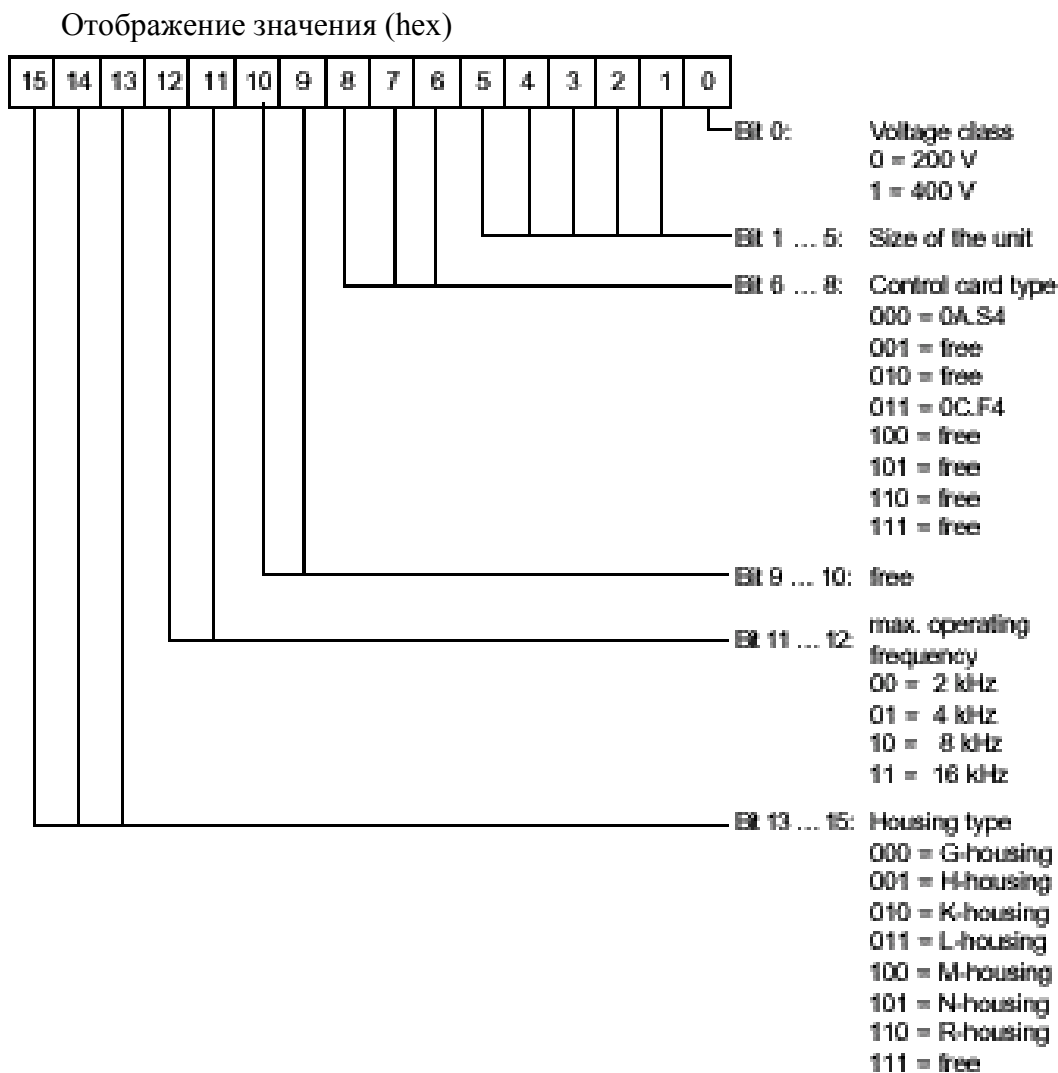 Отображение значения (hex)
15 14 13 12 11 10 9 8 7 6 5 4 3 2 1 0
Bit 0: Voltage class
0 = 200 V
1 = 400 V
Bit 1 ... 5: Size of the unit
Bit 6 ... 8: Control card type
000 = 0A.S4
001 = free
010 = free
011 = 0C.F4
100 = free
101 = free
110 = free
111 = free
Bit 9 ... 10: free
Bit 11 ... 12: max. operating
frequency
00 = 2 kHz
01 = 4 kHz
10 = 8 kHz
11 = 16 kHz
Bit 13 ... 15: Housing type
000 = G-housing
001 = H-housing
010 = K-housing
011 = L-housing
100 = M-housing
101 = N-housing
110 = R-housing
111 = free